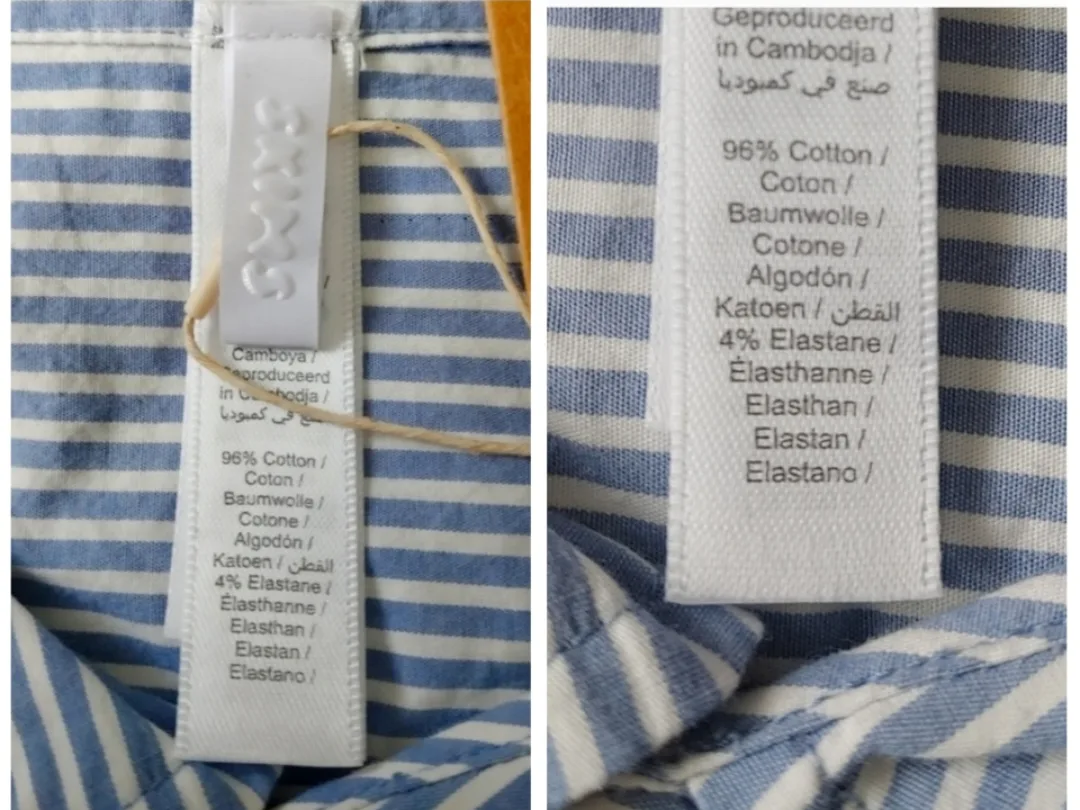 SKIMS
Camboya /
Geproduceerd
in Cambodja /
صنع في كمبوديا
96% Cotton /
Coton /
Baumwolle /
Cotone /
Algodón /
Katoen / القطن
4% Elastane /
Élasthanne /
Elasthan /
Elastan /
Elastano /
Geproduceerd
in Cambodja /
صنع في كمبوديا
96% Cotton /
Coton /
Baumwolle /
Cotone /
Algodón /
Katoen / القطن
4% Elastane /
Élasthanne /
Elasthan /
Elastan /
Elastano /